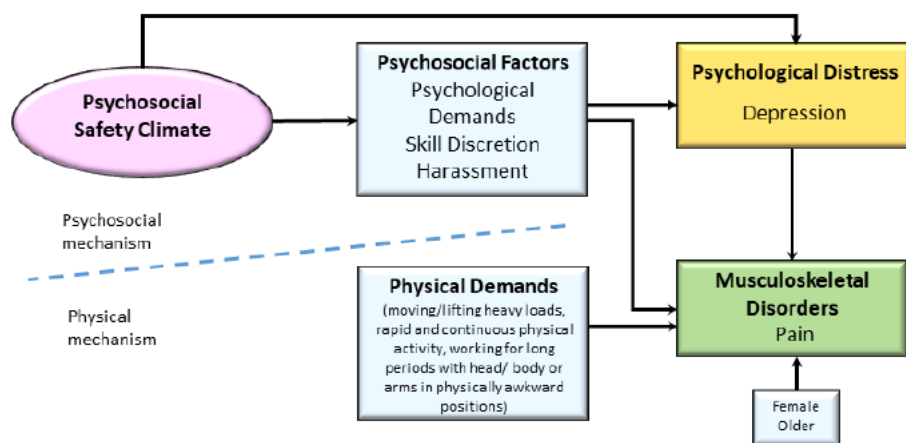 Psychosocial
Safety Climate
Psychosocial Factors
Psychological
Demands
Skill Discretion
Harassment
Psychological Distress
Depression
Psychosocial
mechanism
Physical
mechanism
Physical Demands
(moving/lifting heavy loads,
rapid and continuous physical
activity, working for long
periods with head/ body or
arms in physically awkward
positions)
Musculoskeletal
Disorders
Pain
Female
Older